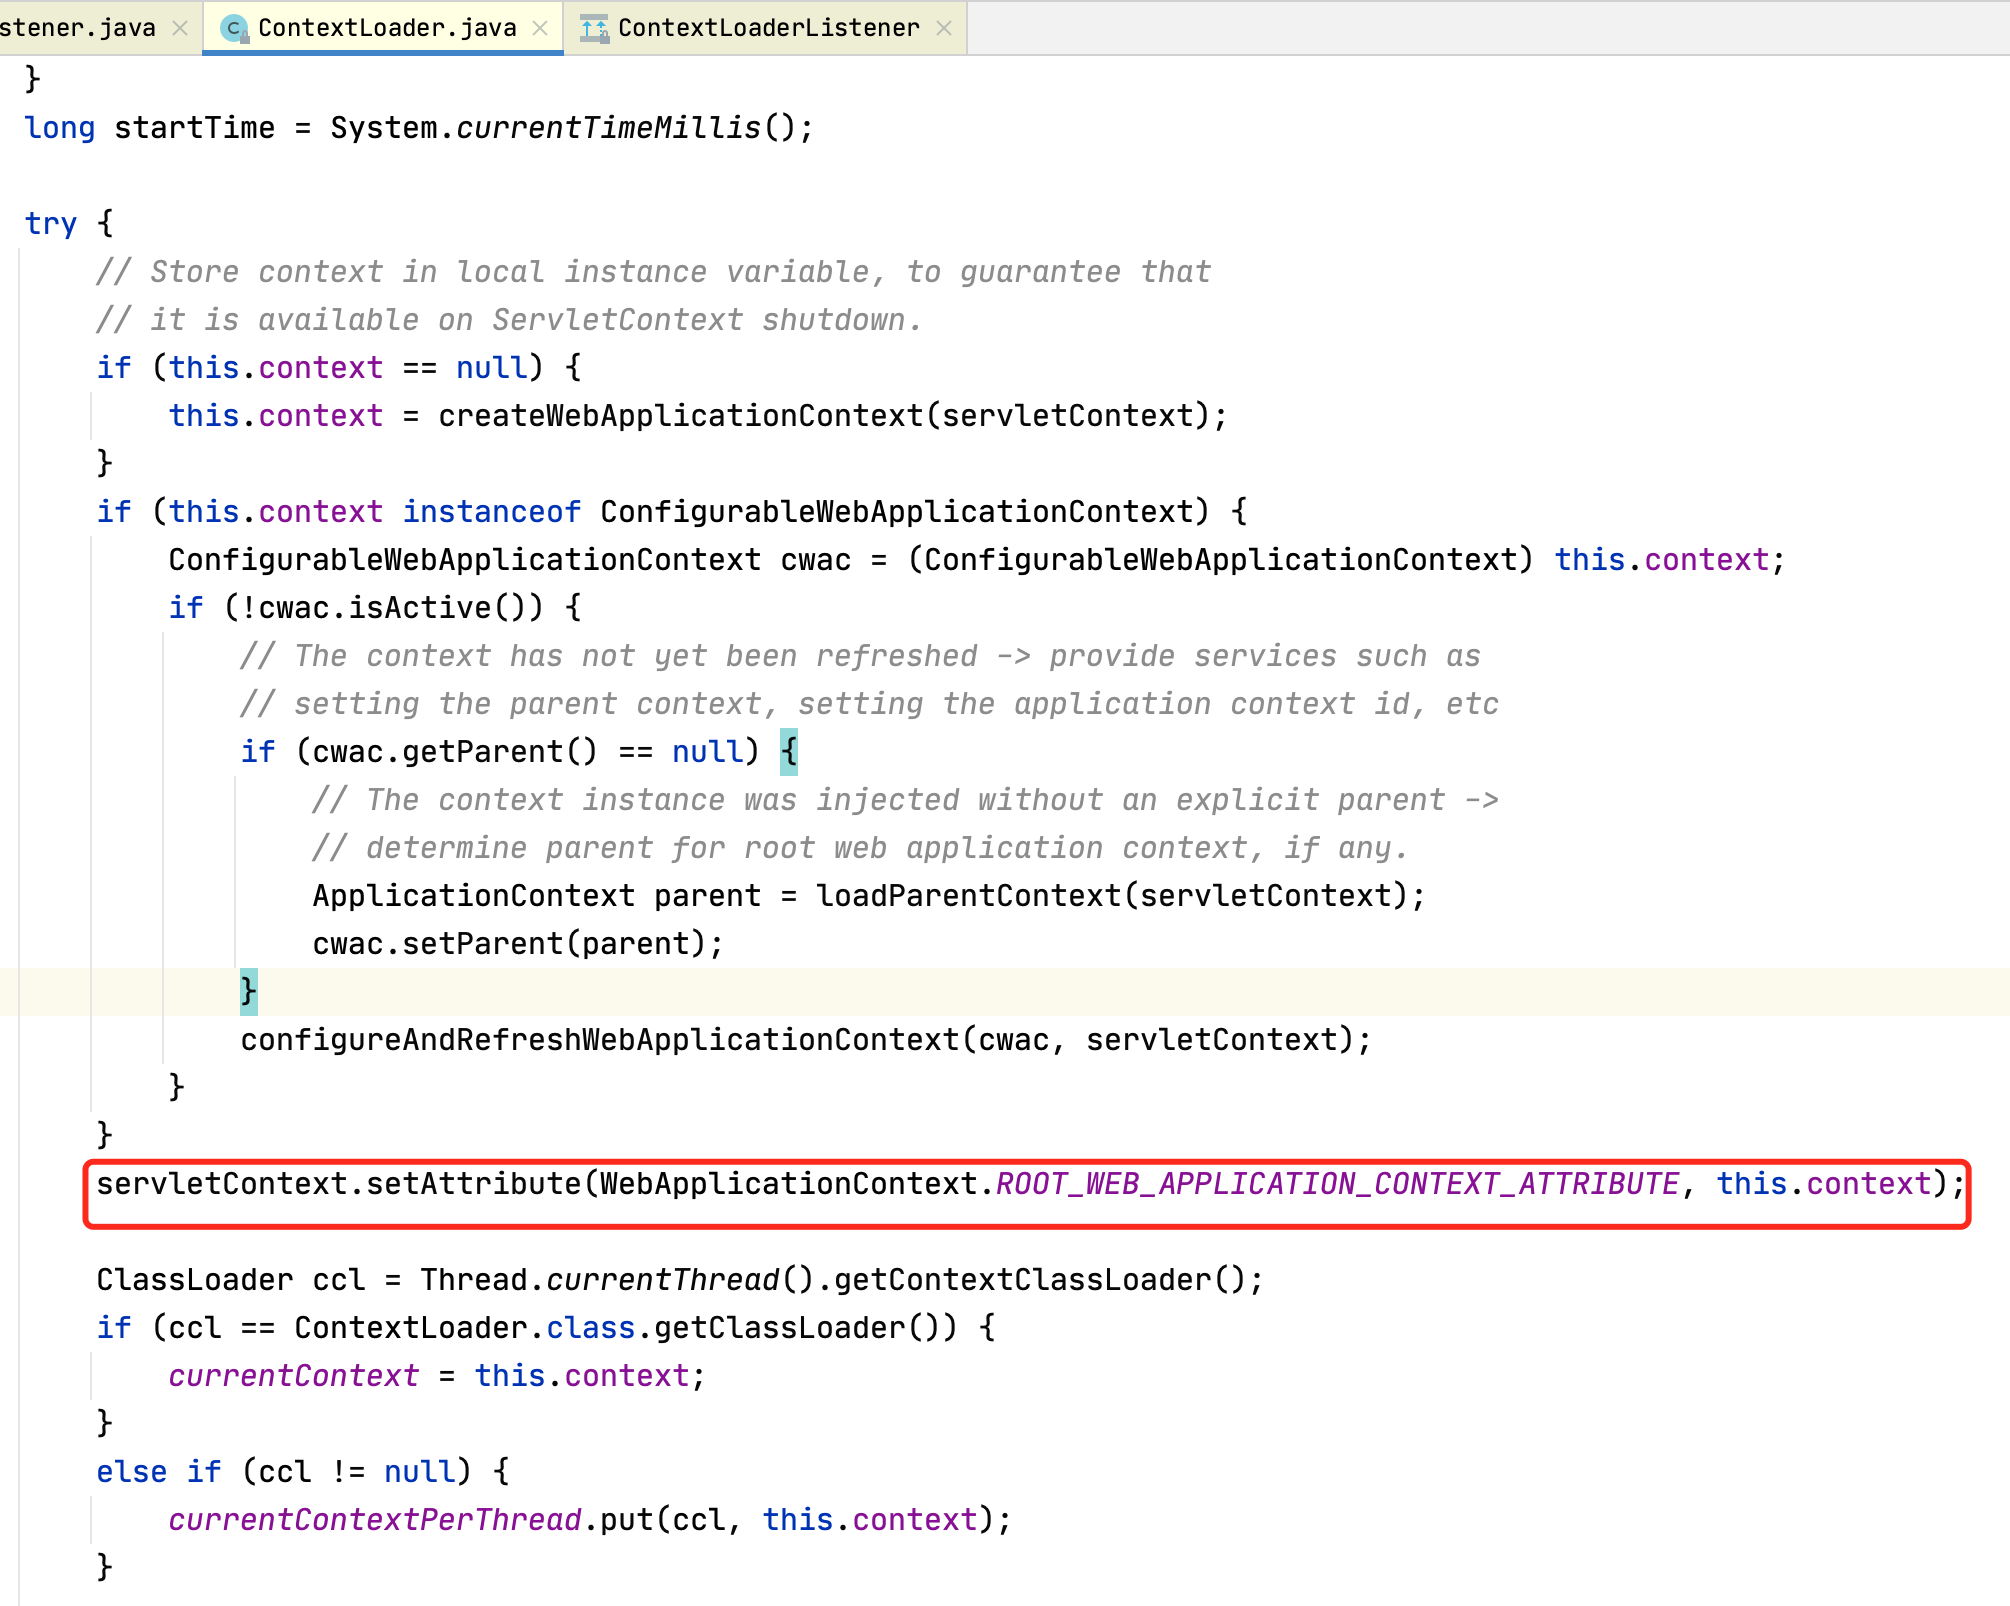 stener.java ContextLoader.java ContextLoaderListener
}
long startTime = System.currentTimeMillis();
try {
// Store context in local instance variable, to guarantee that
// it is available on ServletContext shutdown.
if (this.context == null) {
this.context = createWebApplicationContext(servletContext);
}
if (this.context instanceof ConfigurableWebApplicationContext) {
ConfigurableWebApplicationContext cwac = (ConfigurableWebApplicationContext) this.context;
if (!cwac.isActive()) {
// The context has not yet been refreshed -> provide services such as
// setting the parent context, setting the application context id, etc
if (cwac.getParent() == null) {
// The context instance was injected without an explicit parent ->
// determine parent for root web application context, if any.
ApplicationContext parent = loadParentContext(servletContext);
cwac.setParent(parent);
}
configureAndRefreshWebApplicationContext(cwac, servletContext);
}
}
servletContext.setAttribute(WebApplicationContext.ROOT_WEB_APPLICATION_CONTEXT_ATTRIBUTE, this.context);
ClassLoader ccl = Thread.currentThread().getContextClassLoader();
if (ccl == ContextLoader.class.getClassLoader()) {
currentContext = this.context;
}
else if (ccl != null) {
currentContextPerThread.put(ccl, this.context);
}